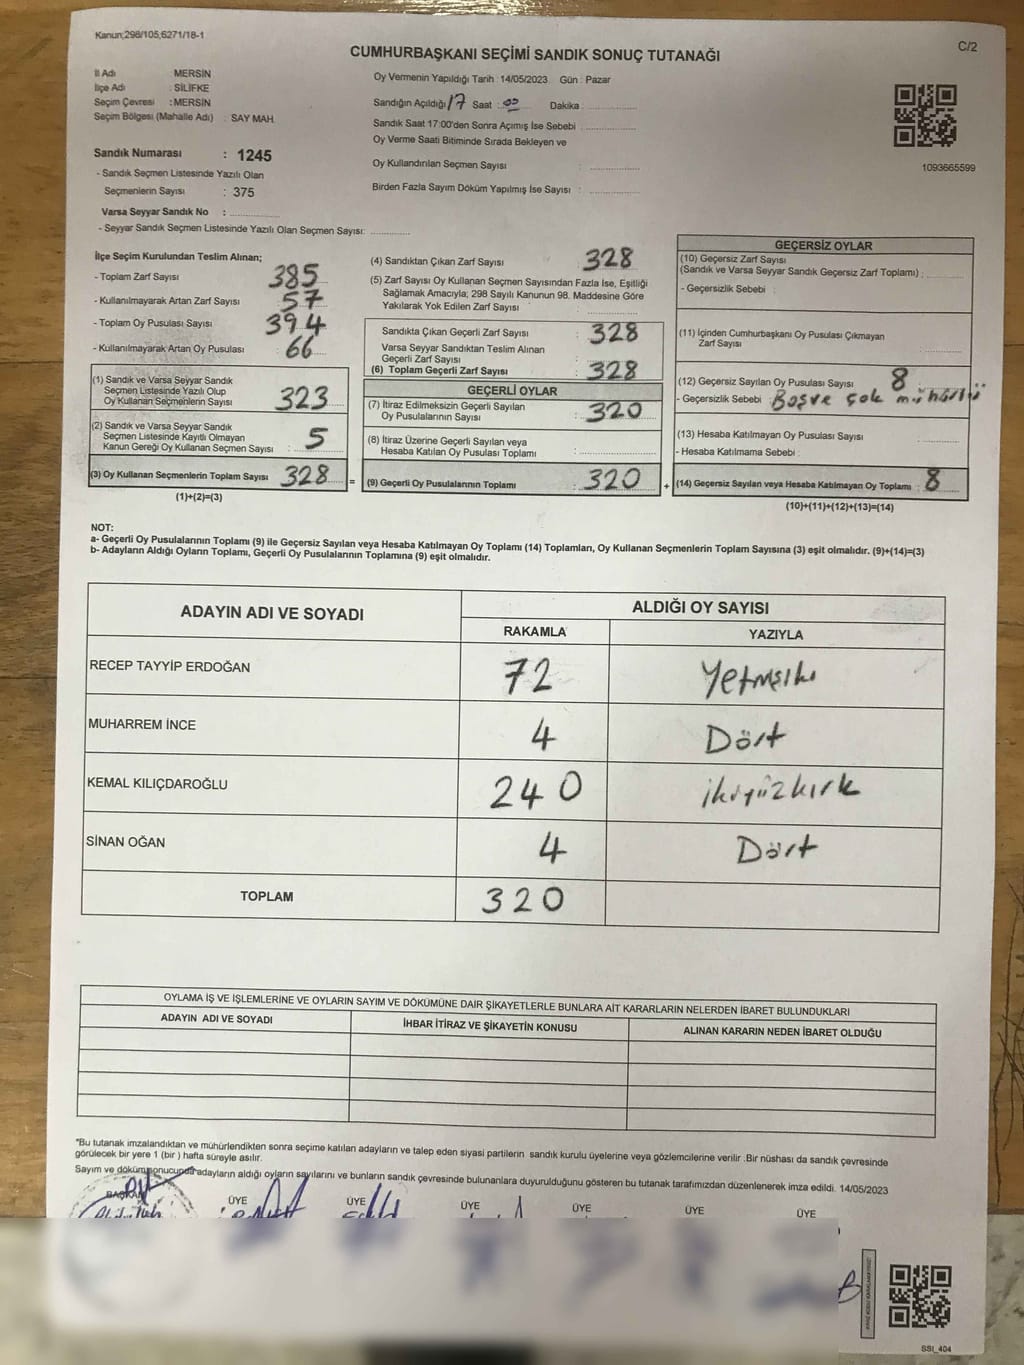 Kanun;298/105,6271/18-1
C/2
CUMHURBAŞKANI SEÇİMİ SANDIK SONUÇ TUTANAĞI
İl Adı MERSİN
İlçe Adı : SİLİFKE
Seçim Çevresi : MERSİN
Seçim Bölgesi (Mahalle Adı) : SAY MAH.
Sandık Numarası : 1245
- Sandık Seçmen Listesinde Yazılı Olan
Seçmenlerin Sayısı : 375
Varsa Seyyar Sandık No : ..............
- Seyyar Sandık Seçmen Listesinde Yazılı Olan Seçmen Sayısı: ...........
Oy Vermenin Yapıldığı Tarih : 14/05/2023 Gün : Pazar
Sandığın Açıldığı 17 Saat : 00 Dakika : ..............
Sandık Saat 17:00'den Sonra Açımış İse Sebebi : ..............
Oy Verme Saati Bitiminde Sırada Bekleyen ve
Oy Kullandırılan Seçmen Sayısı : ..............
Birden Fazla Sayım Döküm Yapılmış İse Sayısı : ..............
1093665599
İlçe Seçim Kurulundan Teslim Alınan;
- Toplam Zarf Sayısı : 385
- Kullanılmayarak Artan Zarf Sayısı : 57
- Toplam Oy Pusulası Sayısı : 394
- Kullanılmayarak Artan Oy Pusulası : 66
(1) Sandık ve Varsa Seyyar Sandık
Seçmen Listesinde Yazılı Olup
Oy Kullanan Seçmenlerin Sayısı : 323
(2) Sandık ve Varsa Seyyar Sandık
Seçmen Listesinde Kayıtlı Olmayan
Kanun Gereği Oy Kullanan Seçmen Sayısı : 5
(3) Oy Kullanan Seçmenlerin Toplam Sayısı : 328 =
(1)+(2)=(3)
(4) Sandıktan Çıkan Zarf Sayısı : 328
(5) Zarf Sayısı Oy Kullanan Seçmen Sayısından Fazla İse, Eşitliği
Sağlamak Amacıyla; 298 Sayılı Kanunun 98. Maddesine Göre
Yakılarak Yok Edilen Zarf Sayısı : ..............
Sandıkta Çıkan Geçerli Zarf Sayısı : 328
Varsa Seyyar Sandıktan Teslim Alınan
Geçerli Zarf Sayısı : ..............
(6) Toplam Geçerli Zarf Sayısı : 328
GEÇERLİ OYLAR
(7) İtiraz Edilmeksizin Geçerli Sayılan
Oy Pusulalarının Sayısı : 320
(8) İtiraz Üzerine Geçerli Sayılan veya
Hesaba Katılan Oy Pusulası Toplamı : ..............
(9) Geçerli Oy Pusulalarının Toplamı : 320 +
GEÇERSİZ OYLAR
(10) Geçersiz Zarf Sayısı
(Sandık ve Varsa Seyyar Sandık Geçersiz Zarf Toplamı) : ........
- Geçersizlik Sebebi :
(11) İçinden Cumhurbaşkanı Oy Pusulası Çıkmayan
Zarf Sayısı : ........
(12) Geçersiz Sayılan Oy Pusulası Sayısı : 8
- Geçersizlik Sebebi : Boş ve çok mühürlü
(13) Hesaba Katılmayan Oy Pusulası Sayısı : ........
- Hesaba Katılmama Sebebi :
(14) Geçersiz Sayılan veya Hesaba Katılmayan Oy Toplamı : 8
(10)+(11)+(12)+(13)=(14)
NOT:
a- Geçerli Oy Pusulalarının Toplamı (9) ile Geçersiz Sayılan veya Hesaba Katılmayan Oy Toplamı (14) Toplamları, Oy Kullanan Seçmenlerin Toplam Sayısına (3) eşit olmalıdır. (9)+(14)=(3)
b- Adayların Aldığı Oyların Toplamı, Geçerli Oy Pusulalarının Toplamına (9) eşit olmalıdır.
ADAYIN ADI VE SOYADI ALDIĞI OY SAYISI
RAKAMLA YAZIYLA
RECEP TAYYİP ERDOĞAN 72 Yetmişiki
MUHARREM İNCE 4 Dört
KEMAL KILIÇDAROĞLU 240 ikiyüzkırk
SİNAN OĞAN 4 Dört
TOPLAM 320
OYLAMA İŞ VE İŞLEMLERİNE VE OYLARIN SAYIM VE DÖKÜMÜNE DAİR ŞİKAYETLERLE BUNLARA AİT KARARLARIN NELERDEN İBARET BULUNDUKLARI
ADAYIN ADI VE SOYADI İHBAR İTİRAZ VE ŞİKAYETİN KONUSU ALINAN KARARIN NEDEN İBARET OLDUĞU
*Bu tutanak imzalandıktan ve mühürlendikten sonra seçime katılan adayların ve talep eden siyasi partilerin sandık kurulu üyelerine veya gözlemcilerine verilir .Bir nüshası da sandık çevresinde
görülecek bir yere 1 (bir ) hafta süreyle asılır.
Sayım ve döküm sonucunda adayların aldığı oyların sayılarını ve bunların sandık çevresinde bulunanlara duyurulduğunu gösteren bu tutanak tarafımızdan düzenlenerek imza edildi. 14/05/2023
BAŞKAN ÜYE ÜYE ÜYE ÜYE ÜYE ÜYE
SSI_404